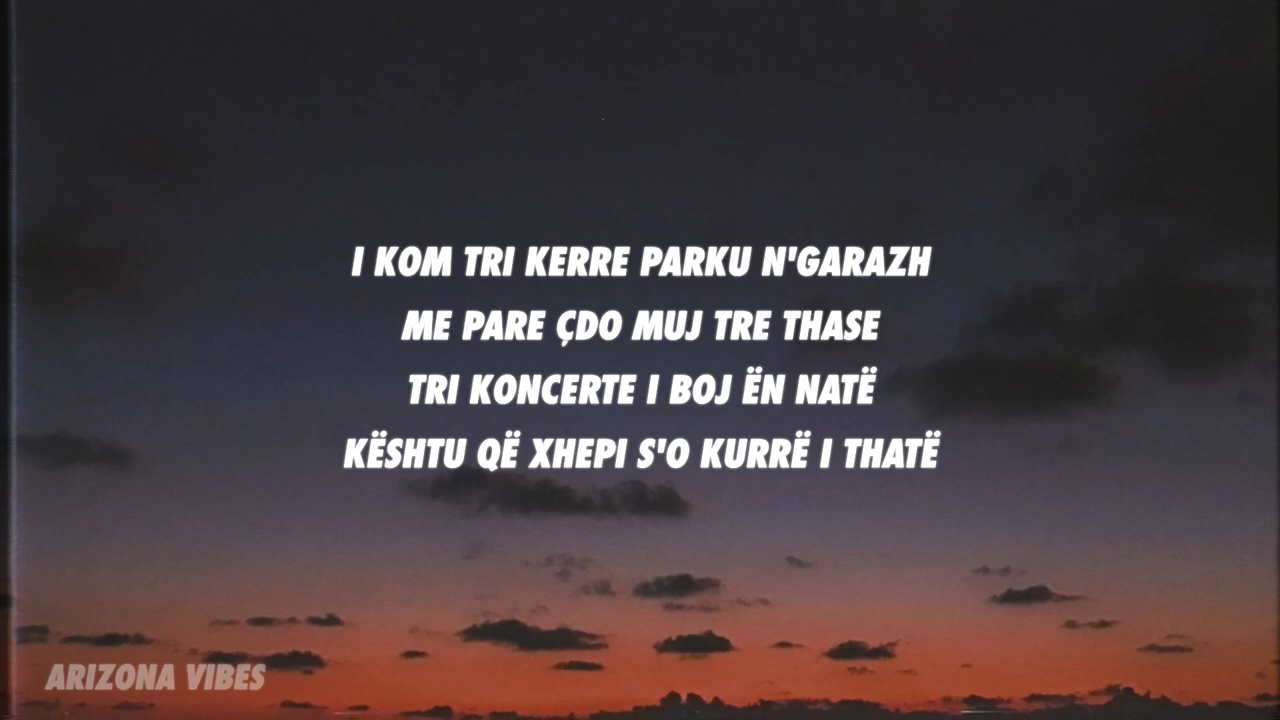 I KOM TRI KERRE PARKU N'GARAZH
ME PARE ÇDO MUJ TRE THASE
TRI KONCERTE I BOJ ËN NATË
KËSHTU QË XHEPI S'O KURRË I THATË
ARIZONA VIBES